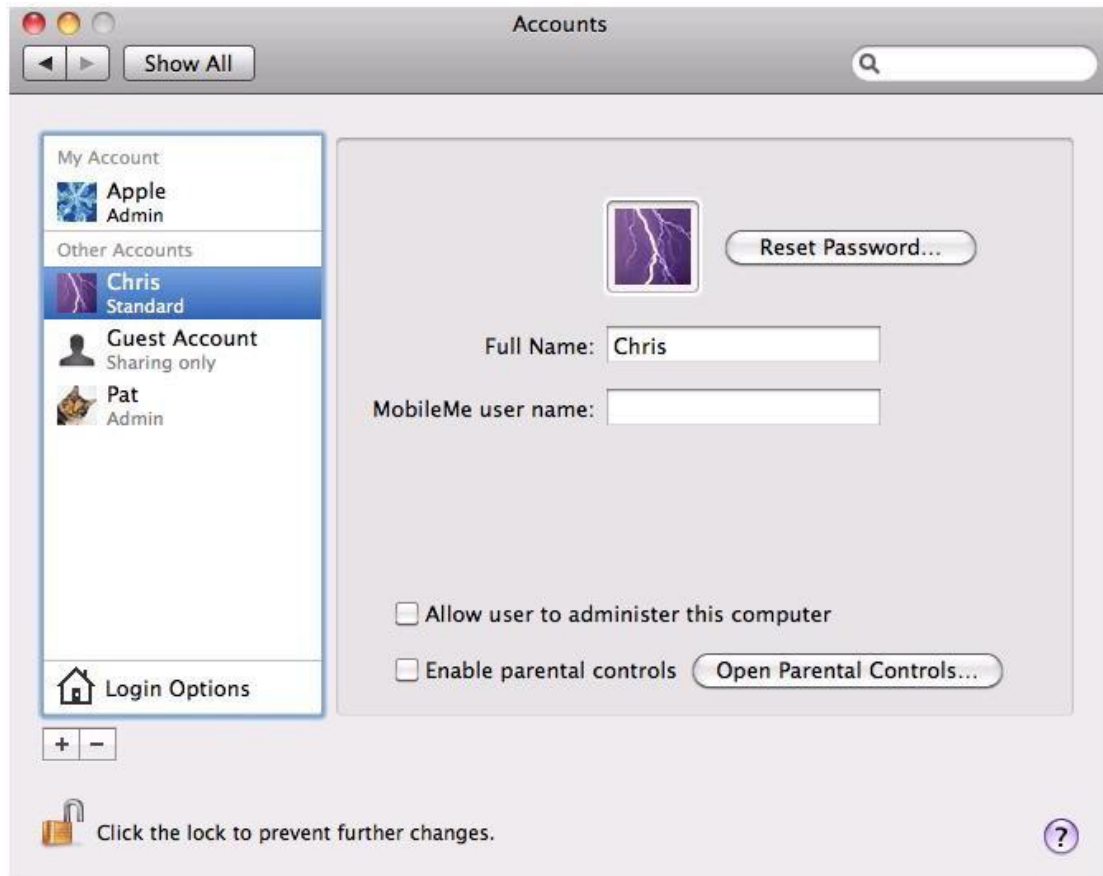 Accounts
Show All
My Account
Apple
Admin
Other Accounts
Chris
Standard
Guest Account
Sharing only
Pat
Admin
Login Options
+ −
Reset Password...
Full Name: Chris
MobileMe user name:
Allow user to administer this computer
Enable parental controls Open Parental Controls...
Click the lock to prevent further changes.
?